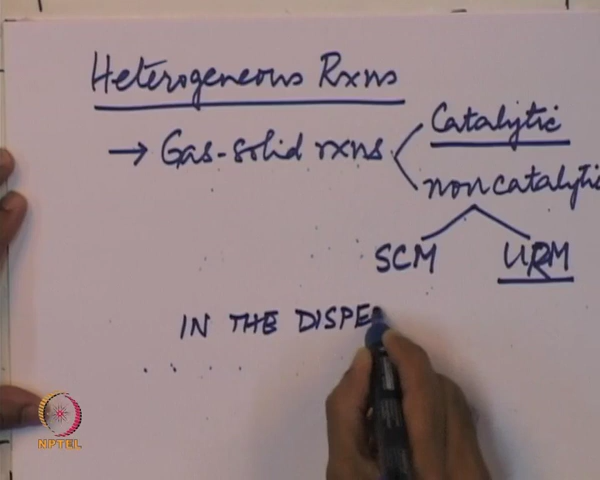 Heterogeneous Rxns
→ Gas-solid rxns
Catalytic
noncatalytic
SCM URM
IN THE DISPE
NPTEL